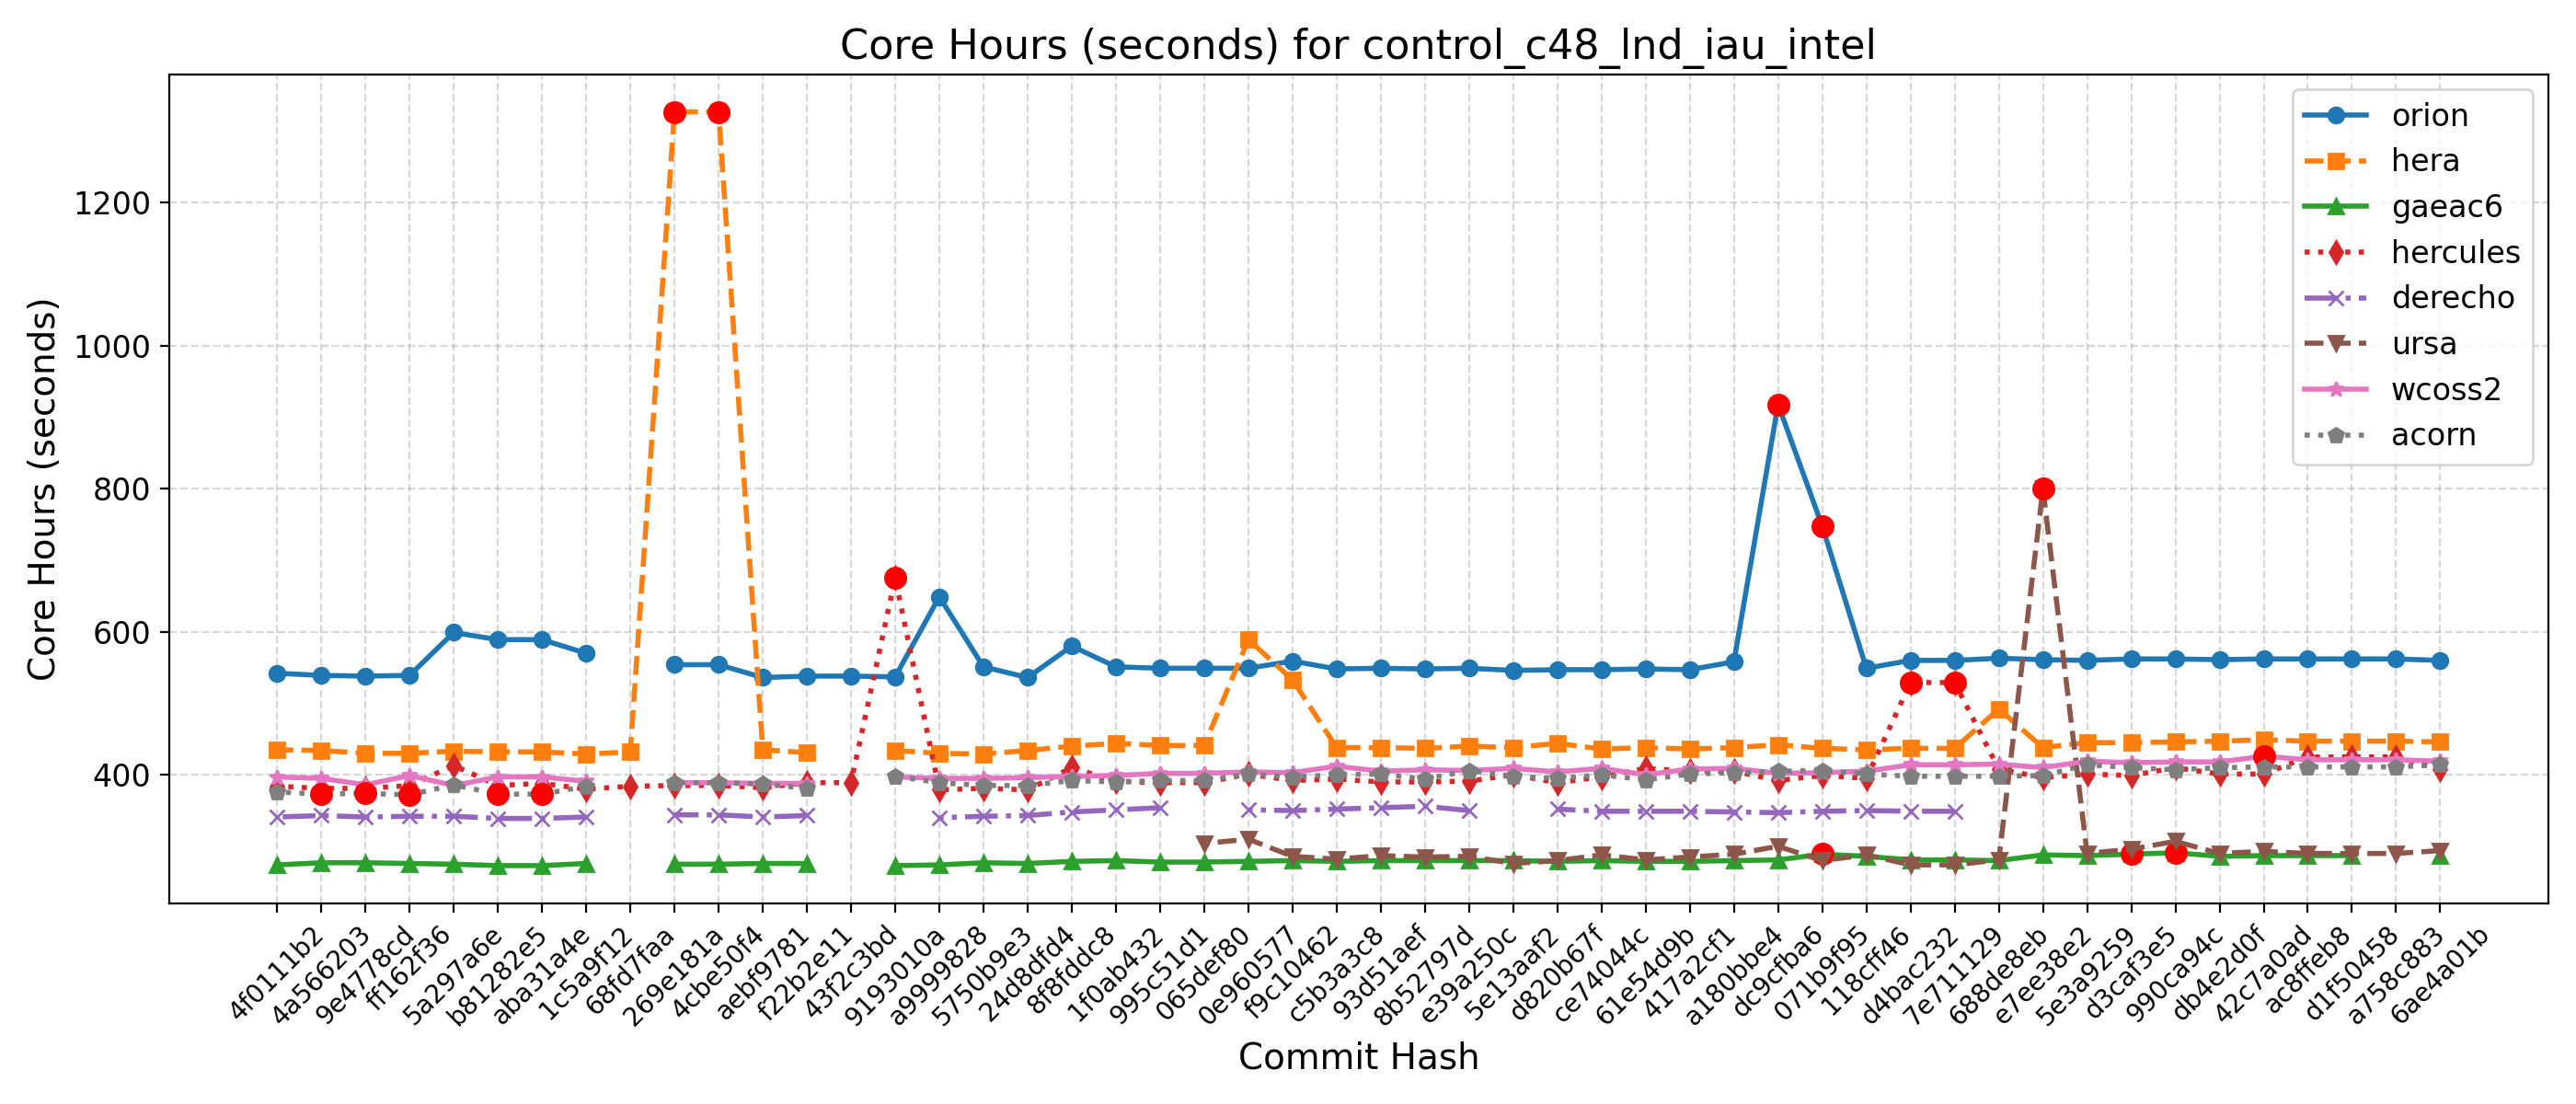 Core Hours (seconds) for control_c48_lnd_iau_intel
Core Hours (seconds)
1200
1000
800
600
400
orion
hera
gaeac6
hercules
derecho
ursa
wcoss2
acorn
4f0111b2
4a566203
9e4778cd
ff162f36
5a297a6e
b81282e5
aba31a4e
1c5a9f12
68fd7faa
269e181a
4cbe50f4
aebf9781
f22b2e11
43f2c3bd
9193010a
a9999828
5750b9e3
24d8dfd4
8f8fddc8
1f0ab432
995c51d1
065def80
0e960577
f9c10462
c5b3a3c8
93d51aef
8b52797d
e39a250c
5e13aaf2
d820b67f
ce74044c
61e54d9b
417a2cf1
a180bbe4
dc9cfba6
071b9f95
118cff46
d4bac232
7e711129
688de8eb
e7ee38e2
5e3a9259
d3caf3e5
990ca94c
db4e2d0f
42c7a0ad
ac8ffeb8
d1f50458
a758c883
6ae4a01b
Commit Hash